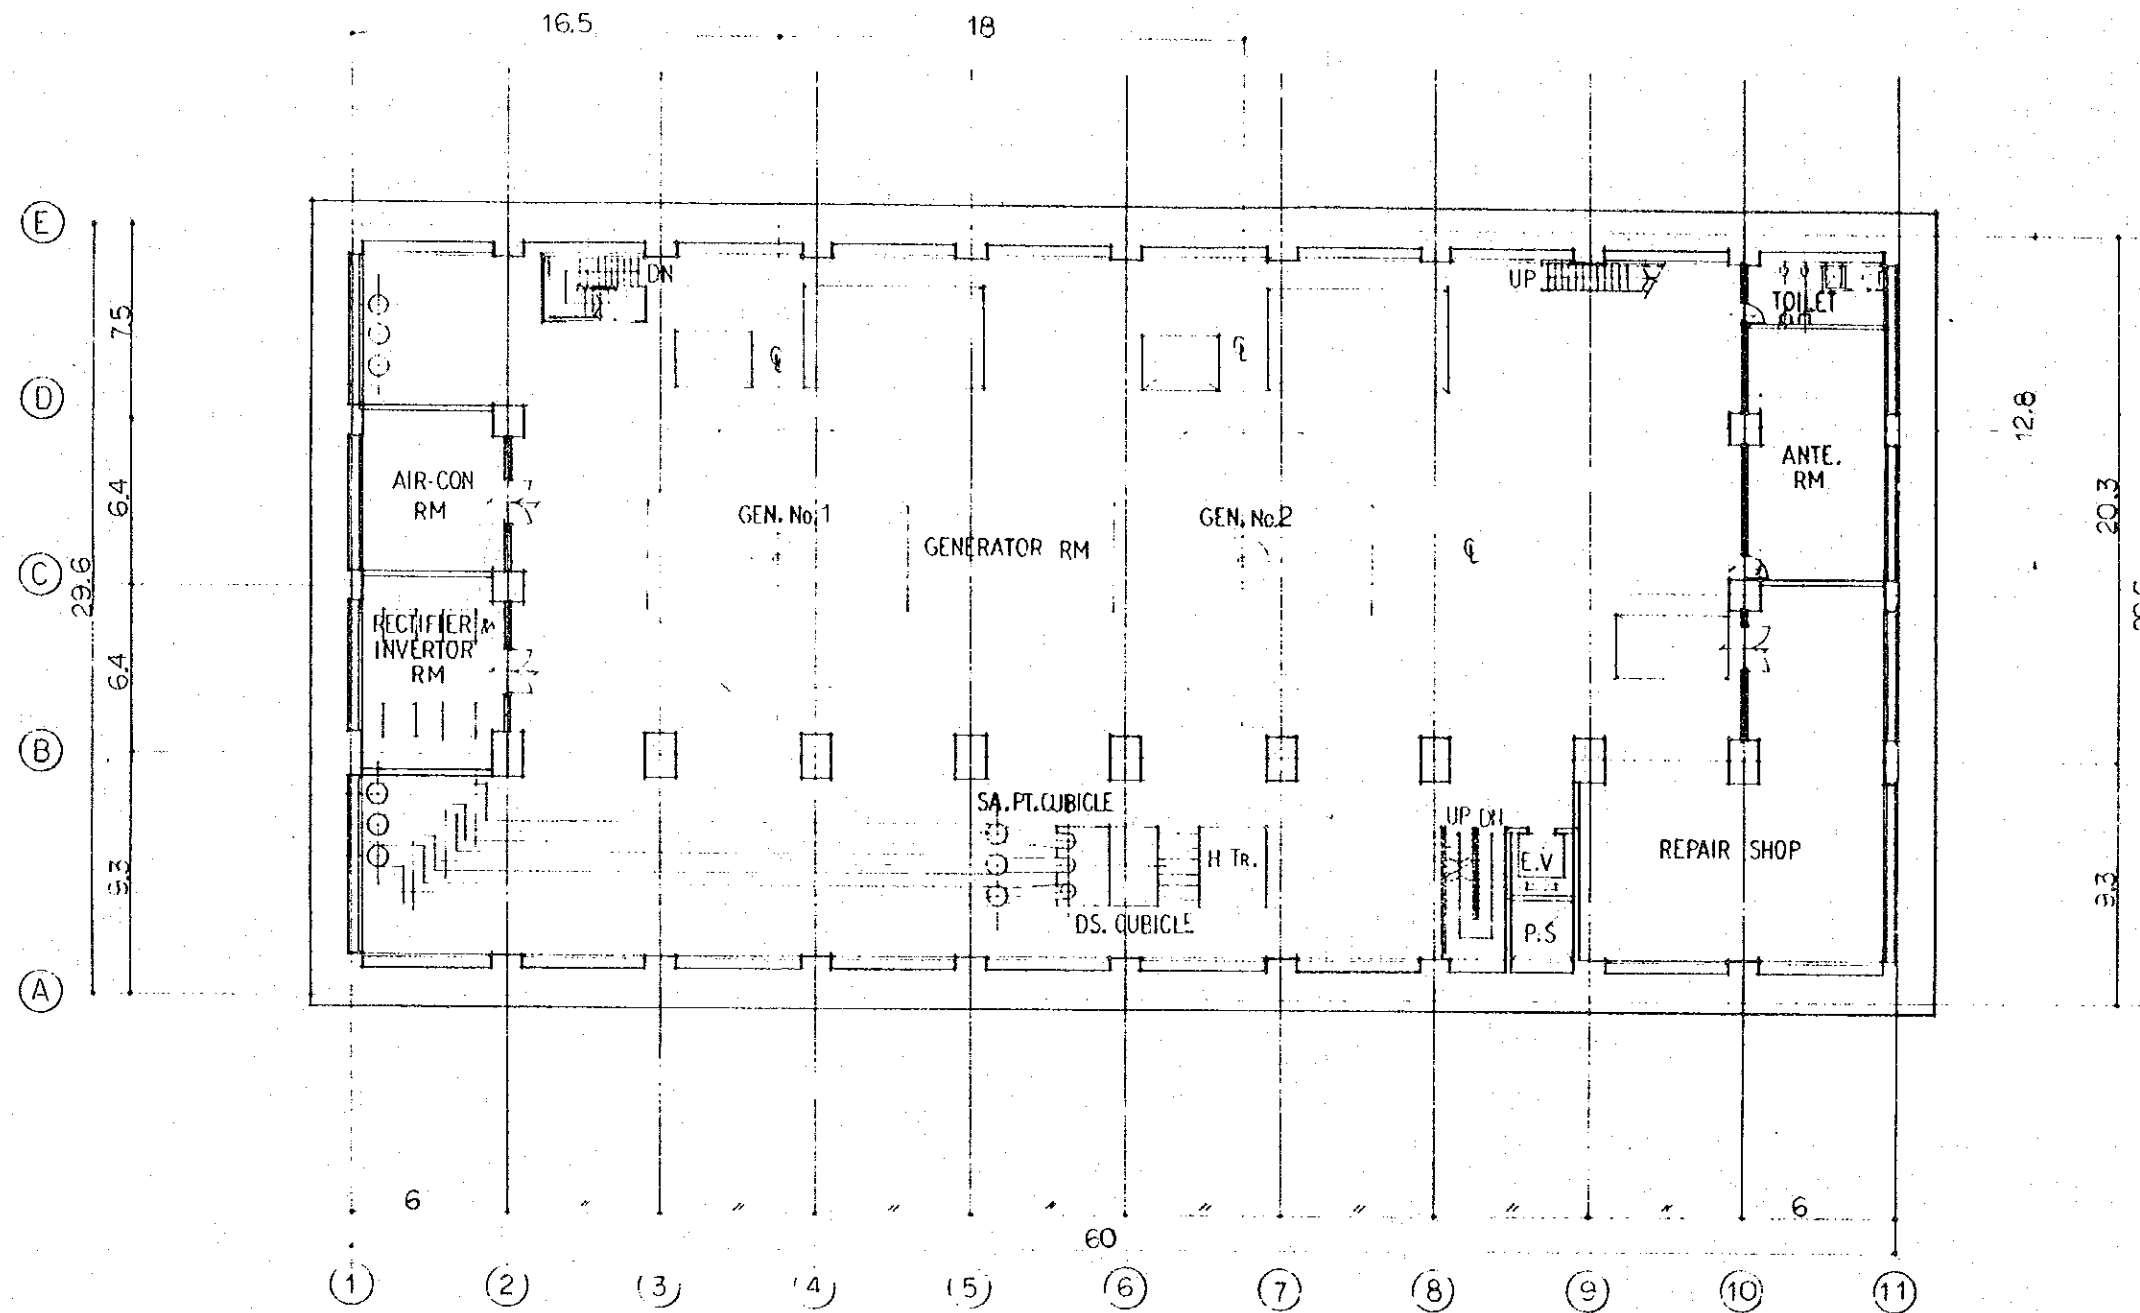 16.5
18
E
DN
UP
TOILET
7.5
℄
℄
D
12.8
AIR-CON
RM
ANTE.
RM
6.4
20.3
GEN. No.1
GEN. No.2
GENERATOR RM
℄
C
29.6
RECTIFIER
INVERTOR
RM
6.4
B
SA. PT. CUBICLE
UP DN
H TR.
E.V
REPAIR SHOP
9.3
9.3
DS. CUBICLE
P.S
A
6
〃
〃
〃
〃
〃
〃
〃
〃
6
60
1
2
3
4
5
6
7
8
9
10
11